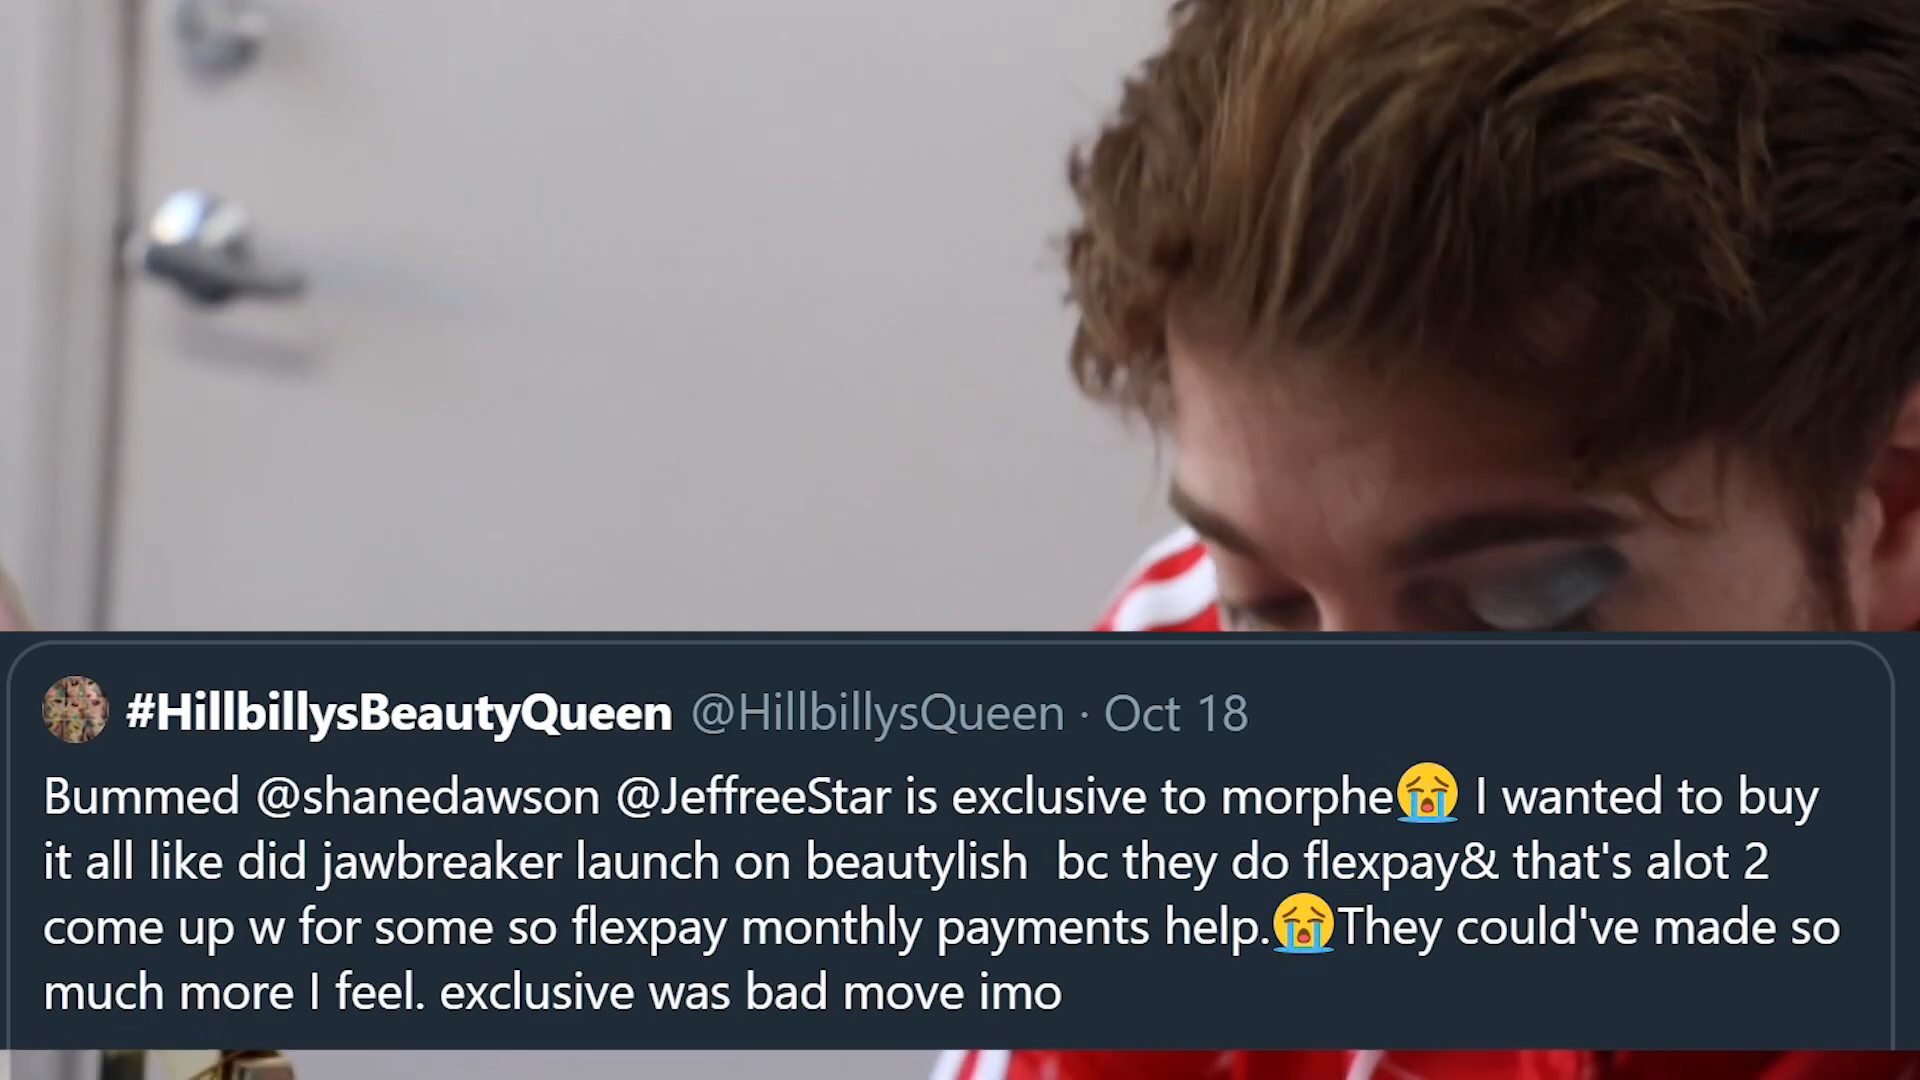 #HillbillysBeautyQueen @HillbillysQueen · Oct 18
Bummed @shanedawson @JeffreeStar is exclusive to morphe😭 I wanted to buy
it all like did jawbreaker launch on beautylish  bc they do flexpay& that's alot 2
come up w for some so flexpay monthly payments help.😭They could've made so
much more I feel. exclusive was bad move imo